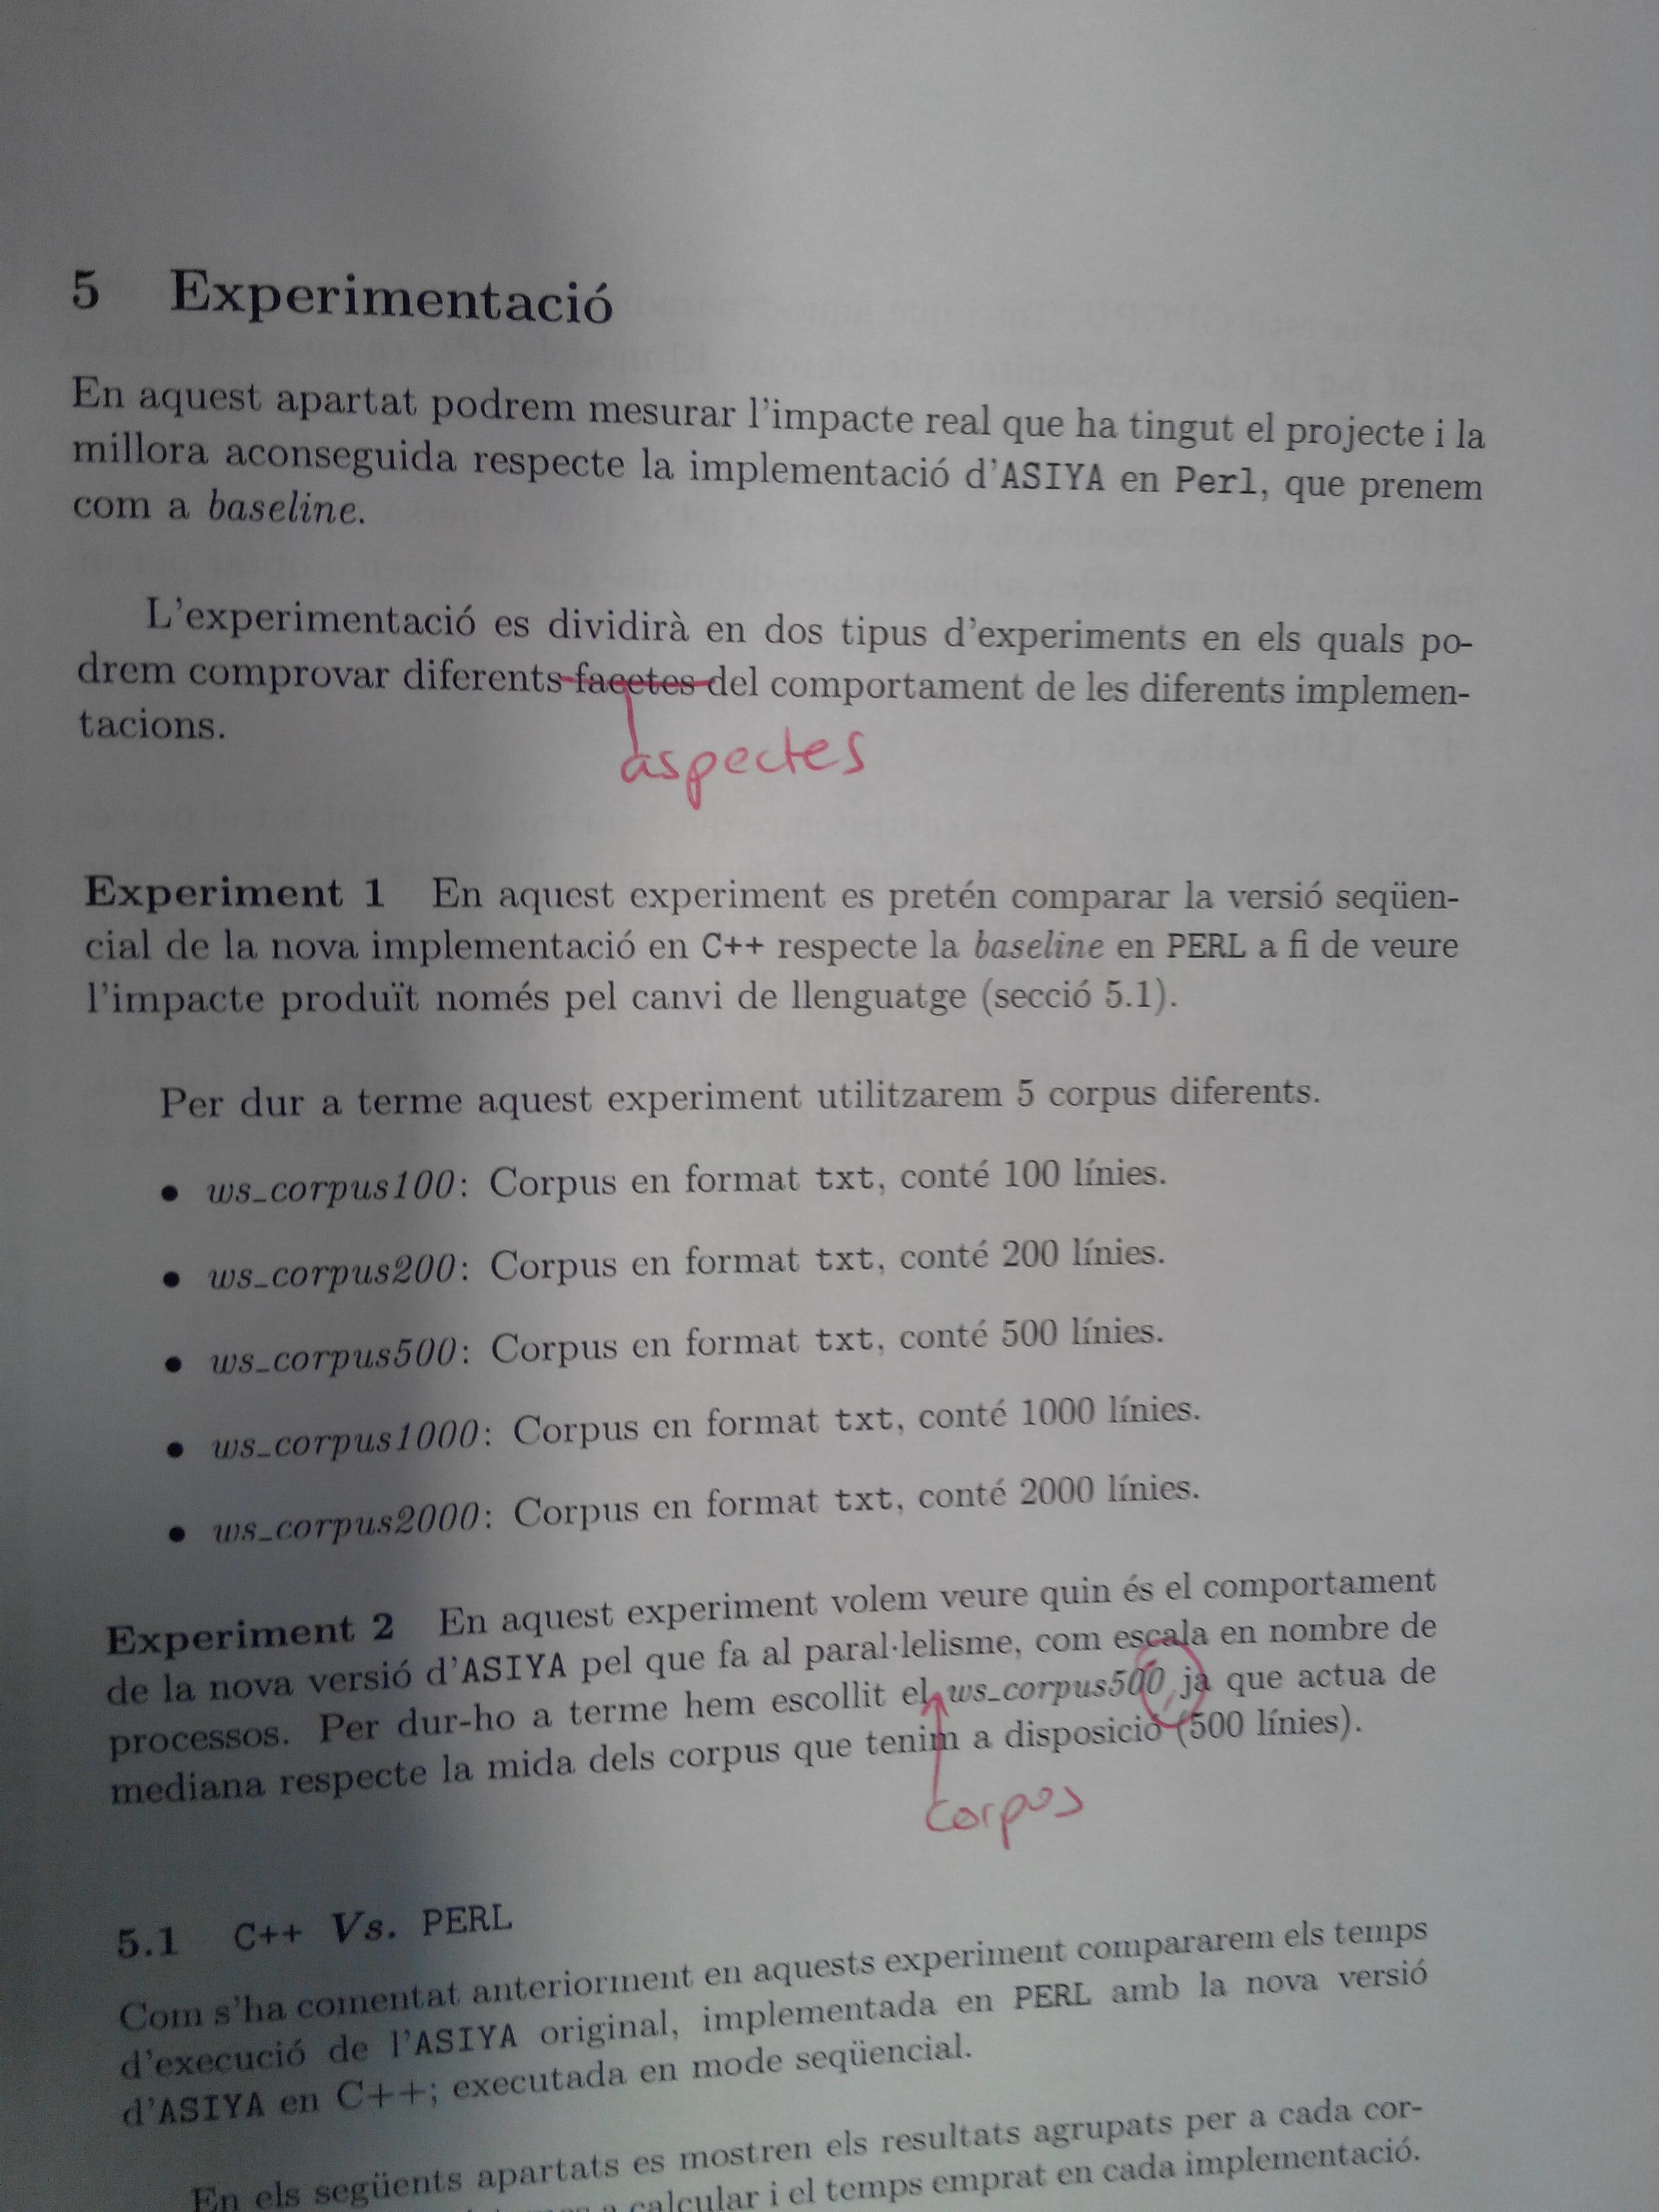 5 Experimentació
En aquest apartat podrem mesurar l'impacte real que ha tingut el projecte i la
millora aconseguida respecte la implementació d'ASIYA en Perl, que prenem
com a baseline.
L'experimentació es dividirà en dos tipus d'experiments en els quals po-
drem comprovar diferents facetes del comportament de les diferents implemen-
tacions.
aspectes
Experiment 1 En aquest experiment es pretén comparar la versió seqüen-
cial de la nova implementació en C++ respecte la baseline en PERL a fi de veure
l'impacte produït només pel canvi de llenguatge (secció 5.1).
Per dur a terme aquest experiment utilitzarem 5 corpus diferents.
• ws_corpus100: Corpus en format txt, conté 100 línies.
• ws_corpus200: Corpus en format txt, conté 200 línies.
• ws_corpus500: Corpus en format txt, conté 500 línies.
• ws_corpus1000: Corpus en format txt, conté 1000 línies.
• ws_corpus2000: Corpus en format txt, conté 2000 línies.
Experiment 2 En aquest experiment volem veure quin és el comportament
de la nova versió d'ASIYA pel que fa al paral·lelisme, com escala en nombre de
processos. Per dur-ho a terme hem escollit el ws_corpus500, ja que actua de
mediana respecte la mida dels corpus que tenim a disposició (500 línies).
corpus
5.1 C++ Vs. PERL
Com s'ha comentat anteriorment en aquests experiment compararem els temps
d'execució de l'ASIYA original, implementada en PERL amb la nova versió
d'ASIYA en C++; executada en mode seqüencial.
En els següents apartats es mostren els resultats agrupats per a cada cor-
a calcular i el temps emprat en cada implementació.